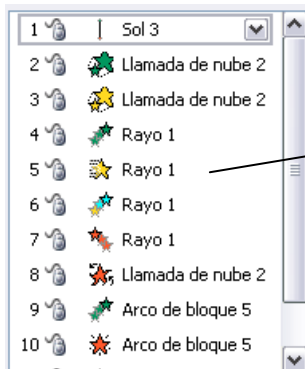 1 Sol 3
2 Llamada de nube 2
3 Llamada de nube 2
4 Rayo 1
5 Rayo 1
6 Rayo 1
7 Rayo 1
8 Llamada de nube 2
9 Arco de bloque 5
10 Arco de bloque 5